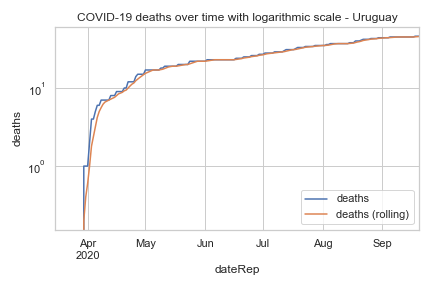 COVID-19 deaths over time with logarithmic scale - Uruguay
deaths
10¹
10⁰
Apr
2020
May
Jun
Jul
Aug
Sep
dateRep
deaths
deaths (rolling)